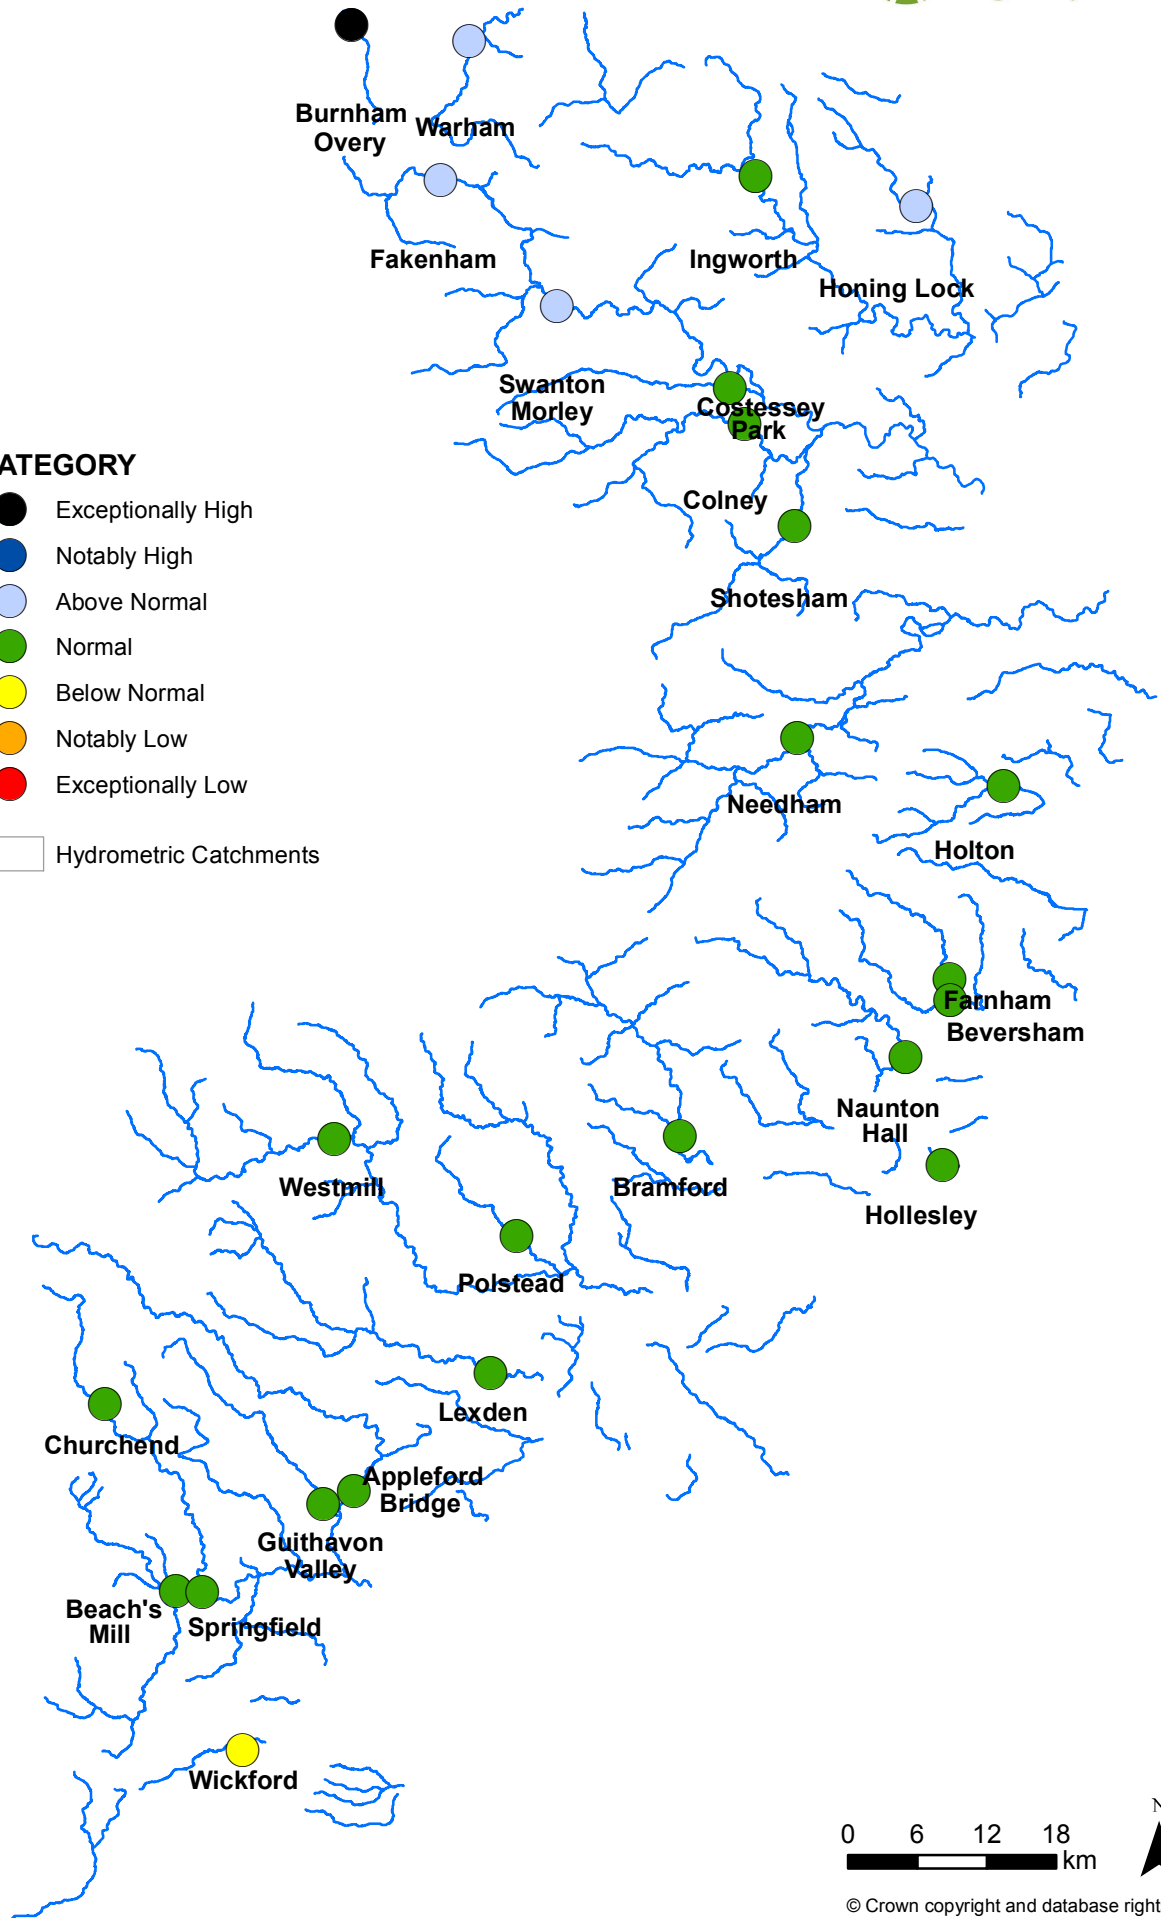 Burnham
Overy
Warham
Fakenham
Ingworth
Honing Lock
Swanton
Morley
Costessey
Park
ATEGORY
Exceptionally High
Notably High
Above Normal
Normal
Below Normal
Notably Low
Exceptionally Low
Hydrometric Catchments
Colney
Shotesham
Needham
Holton
Farnham
Beversham
Naunton
Hall
Westmill
Bramford
Hollesley
Polstead
Lexden
Churchend
Appleford
Bridge
Guithavon
Valley
Beach's
Mill
Springfield
Wickford
N
0 6 12 18
km
© Crown copyright and database right